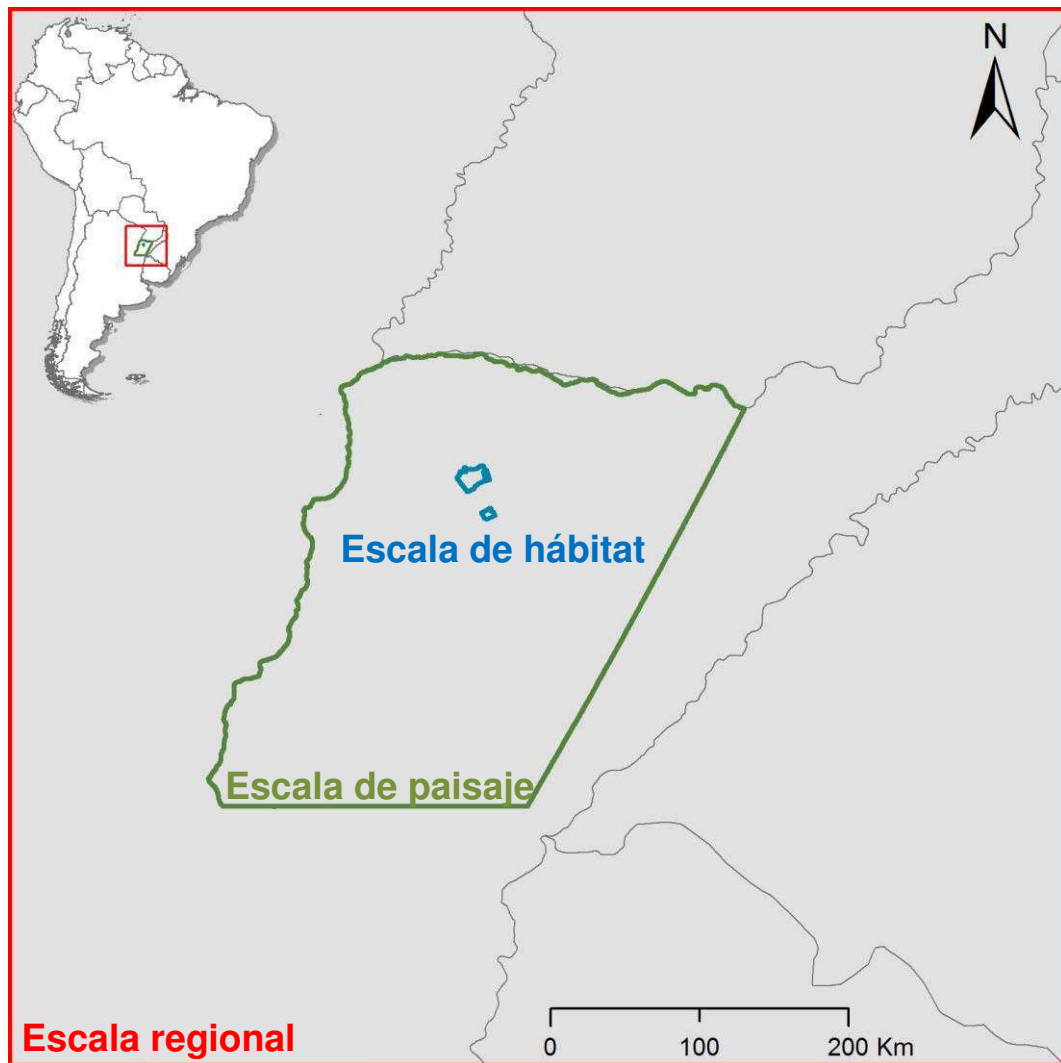 N
Escala de hábitat
Escala de paisaje
Escala regional
0 100 200 Km